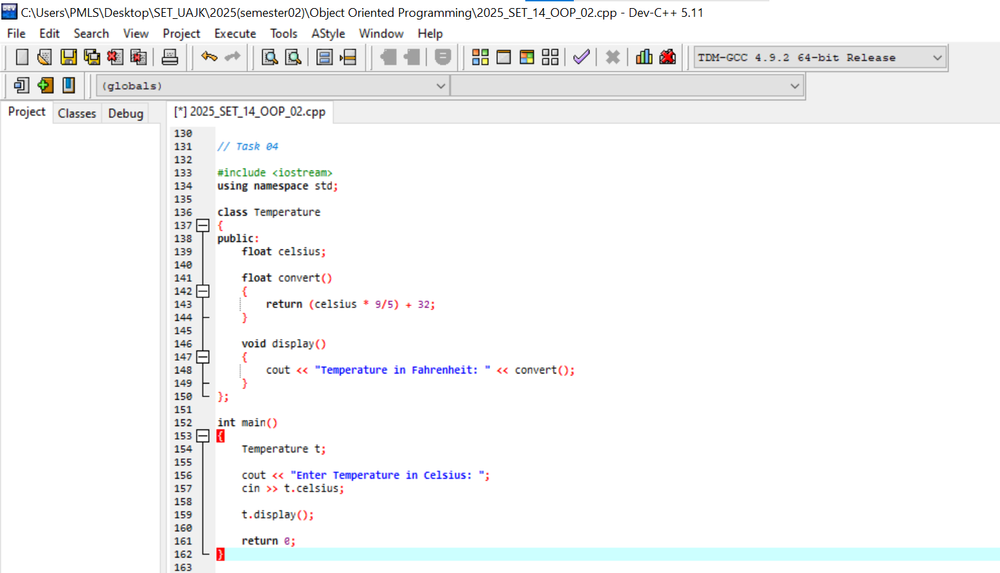 C:\Users\PMLS\Desktop\SET_UAJK\2025(semester02)\Object Oriented Programming\2025_SET_14_OOP_02.cpp - Dev-C++ 5.11
File Edit Search View Project Execute Tools AStyle Window Help
TDM-GCC 4.9.2 64-bit Release
(globals)
Project Classes Debug [*] 2025_SET_14_OOP_02.cpp
130
131 // Task 04
132
133 #include <iostream>
134 using namespace std;
135
136 class Temperature
137 {
138 public:
139     float celsius;
140
141     float convert()
142     {
143         return (celsius * 9/5) + 32;
144     }
145
146     void display()
147     {
148         cout << "Temperature in Fahrenheit: " << convert();
149     }
150 };
151
152 int main()
153 {
154     Temperature t;
155
156     cout << "Enter Temperature in Celsius: ";
157     cin >> t.celsius;
158
159     t.display();
160
161     return 0;
162 }
163